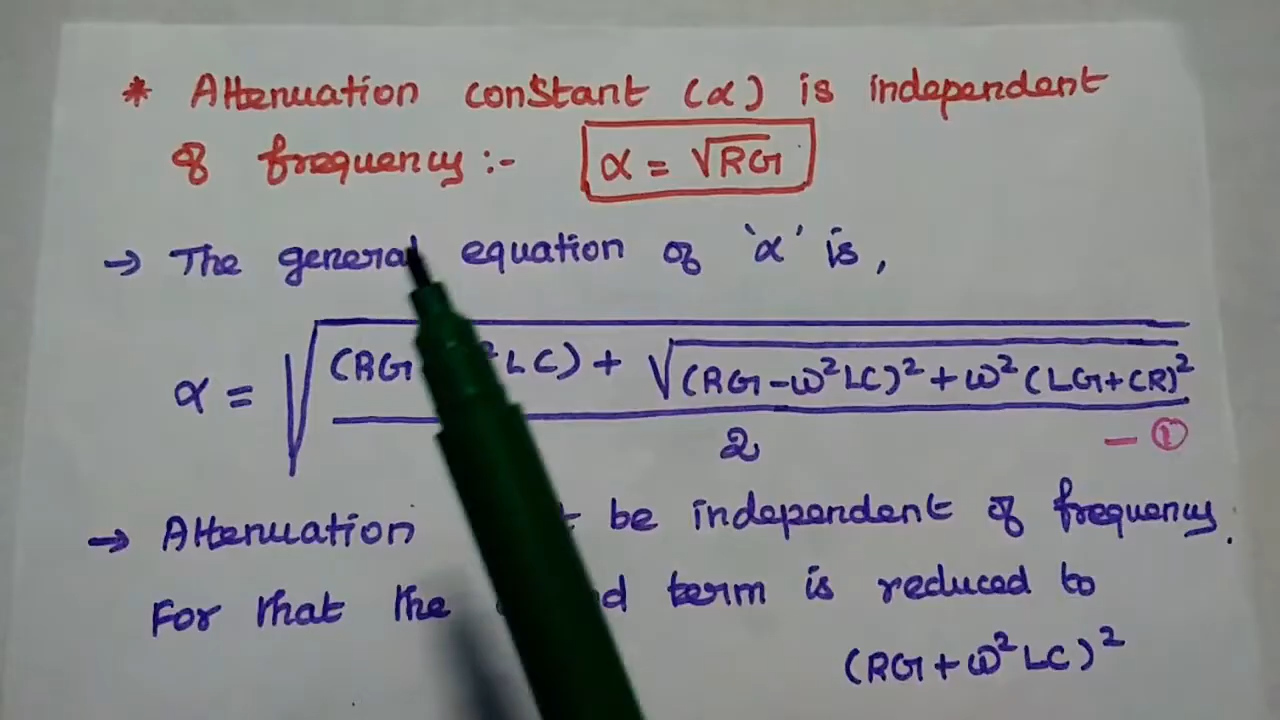 * Attenuation constant (α) is independent
of frequency :- α = √RG
→ The general equation of 'α' is,
α = √(RG ²LC) + √(RG-ω²LC)² + ω²(LG+CR)²
2 - ①
→ Attenuation be independent of frequency.
For that the term is reduced to
(RG+ω²LC)²